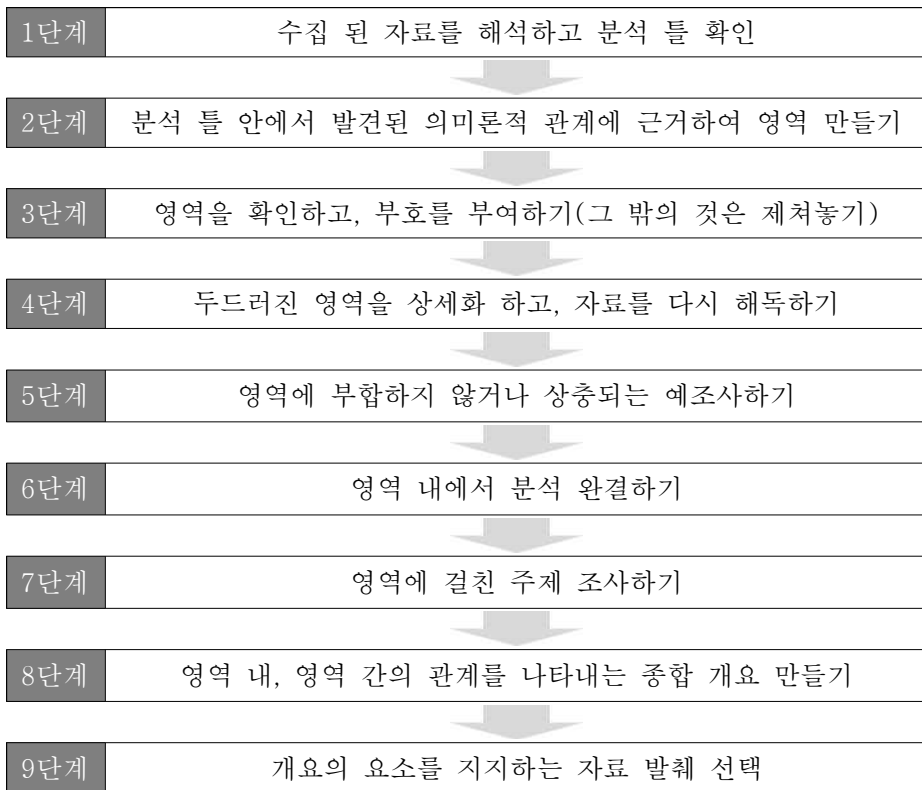 1단계 수집 된 자료를 해석하고 분석 틀 확인
2단계 분석 틀 안에서 발견된 의미론적 관계에 근거하여 영역 만들기
3단계 영역을 확인하고, 부호를 부여하기(그 밖의 것은 제쳐놓기)
4단계 두드러진 영역을 상세화 하고, 자료를 다시 해독하기
5단계 영역에 부합하지 않거나 상충되는 예조사하기
6단계 영역 내에서 분석 완결하기
7단계 영역에 걸친 주제 조사하기
8단계 영역 내, 영역 간의 관계를 나타내는 종합 개요 만들기
9단계 개요의 요소를 지지하는 자료 발췌 선택